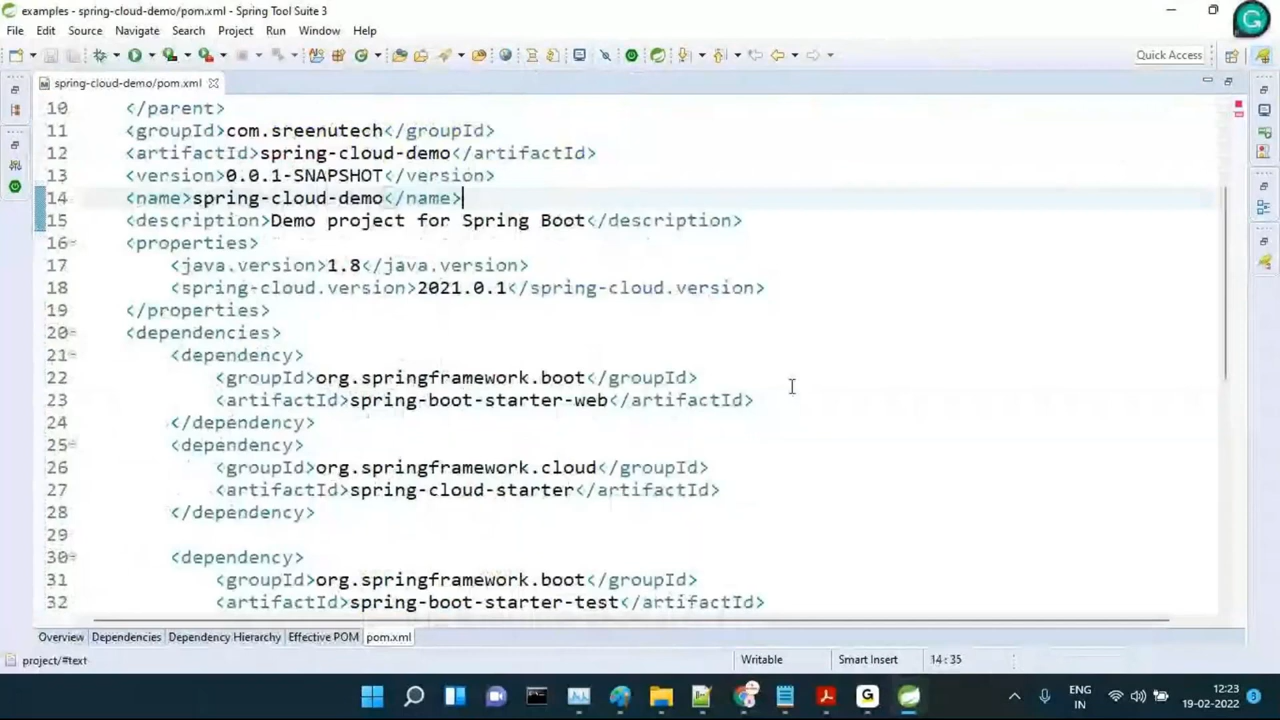 examples - spring-cloud-demo/pom.xml - Spring Tool Suite 3
File Edit Source Navigate Search Project Run Window Help
Quick Access
spring-cloud-demo/pom.xml
10 </parent>
11 <groupId>com.sreenutech</groupId>
12 <artifactId>spring-cloud-demo</artifactId>
13 <version>0.0.1-SNAPSHOT</version>
14 <name>spring-cloud-demo</name>
15 <description>Demo project for Spring Boot</description>
16 <properties>
17 <java.version>1.8</java.version>
18 <spring-cloud.version>2021.0.1</spring-cloud.version>
19 </properties>
20 <dependencies>
21 <dependency>
22 <groupId>org.springframework.boot</groupId>
23 <artifactId>spring-boot-starter-web</artifactId>
24 </dependency>
25 <dependency>
26 <groupId>org.springframework.cloud</groupId>
27 <artifactId>spring-cloud-starter</artifactId>
28 </dependency>
29
30 <dependency>
31 <groupId>org.springframework.boot</groupId>
32 <artifactId>spring-boot-starter-test</artifactId>
Overview Dependencies Dependency Hierarchy Effective POM pom.xml
project/#text Writable Smart Insert 14 : 35
ENG 12:23
IN 19-02-2022 3